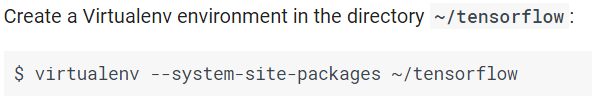 Create a Virtualenv environment in the directory ~/tensorflow:
$ virtualenv --system-site-packages ~/tensorflow